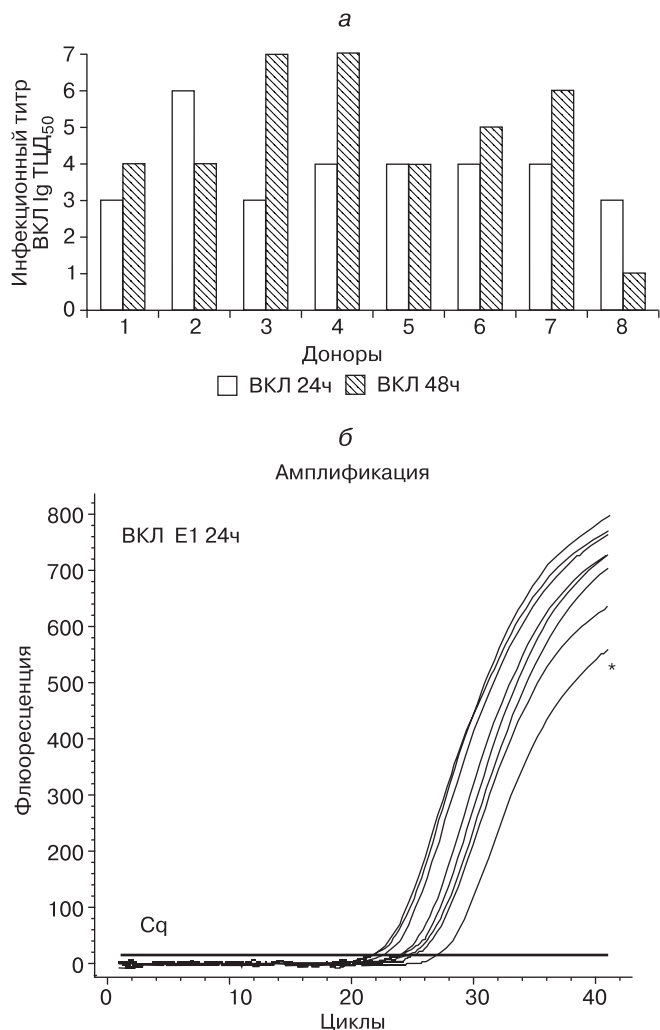 а
Инфекционный титр
ВКЛ lg ТЦД50
7
6
5
4
3
2
1
0
1 2 3 4 5 6 7 8
Доноры
ВКЛ 24ч ВКЛ 48ч
б
Амплификация
ВКЛ Е1 24ч
Флюоресценция
800
700
600
500
400
300
200
100
0
*
Cq
0 10 20 30 40
Циклы